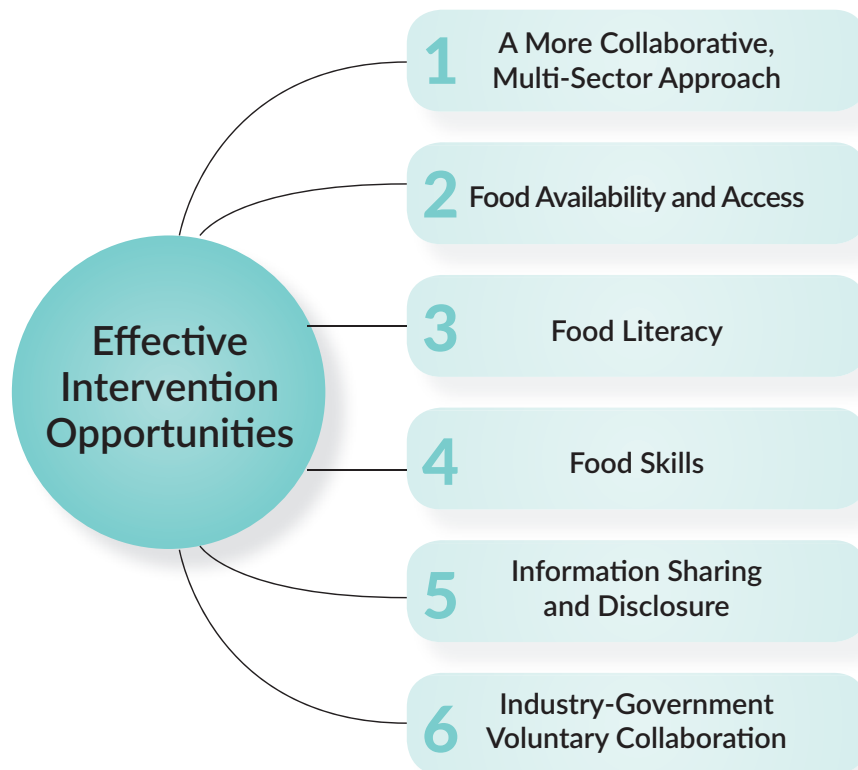 Effective
Intervention
Opportunities
1 A More Collaborative,
Multi-Sector Approach
2 Food Availability and Access
3 Food Literacy
4 Food Skills
5 Information Sharing
and Disclosure
6 Industry-Government
Voluntary Collaboration